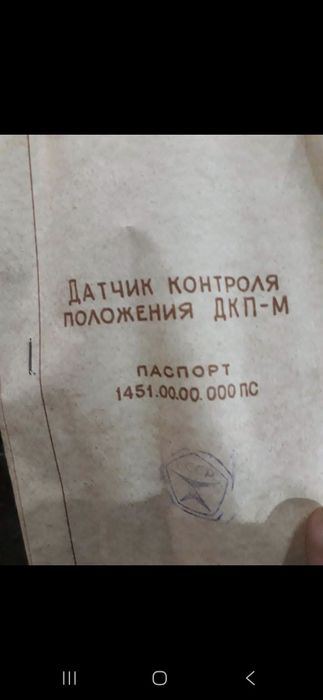 Датчик контроля
положения ДКП-М
паспорт
1451.00.00.000 ПС